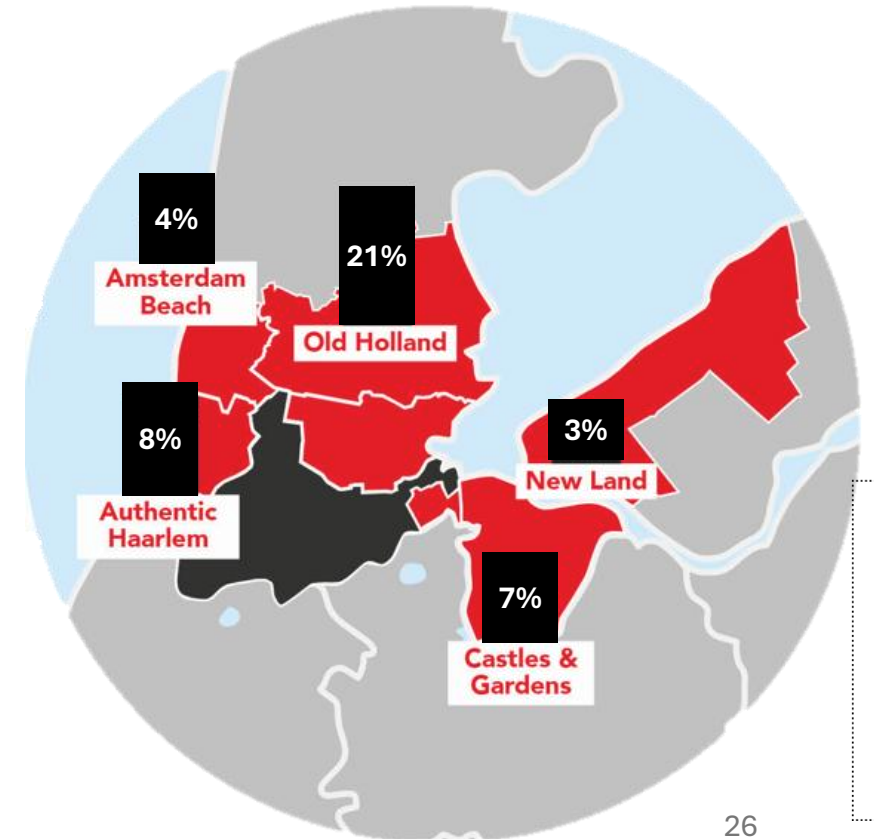 4%
Amsterdam
Beach
21%
Old Holland
8%
Authentic
Haarlem
3%
New Land
7%
Castles &
Gardens
26